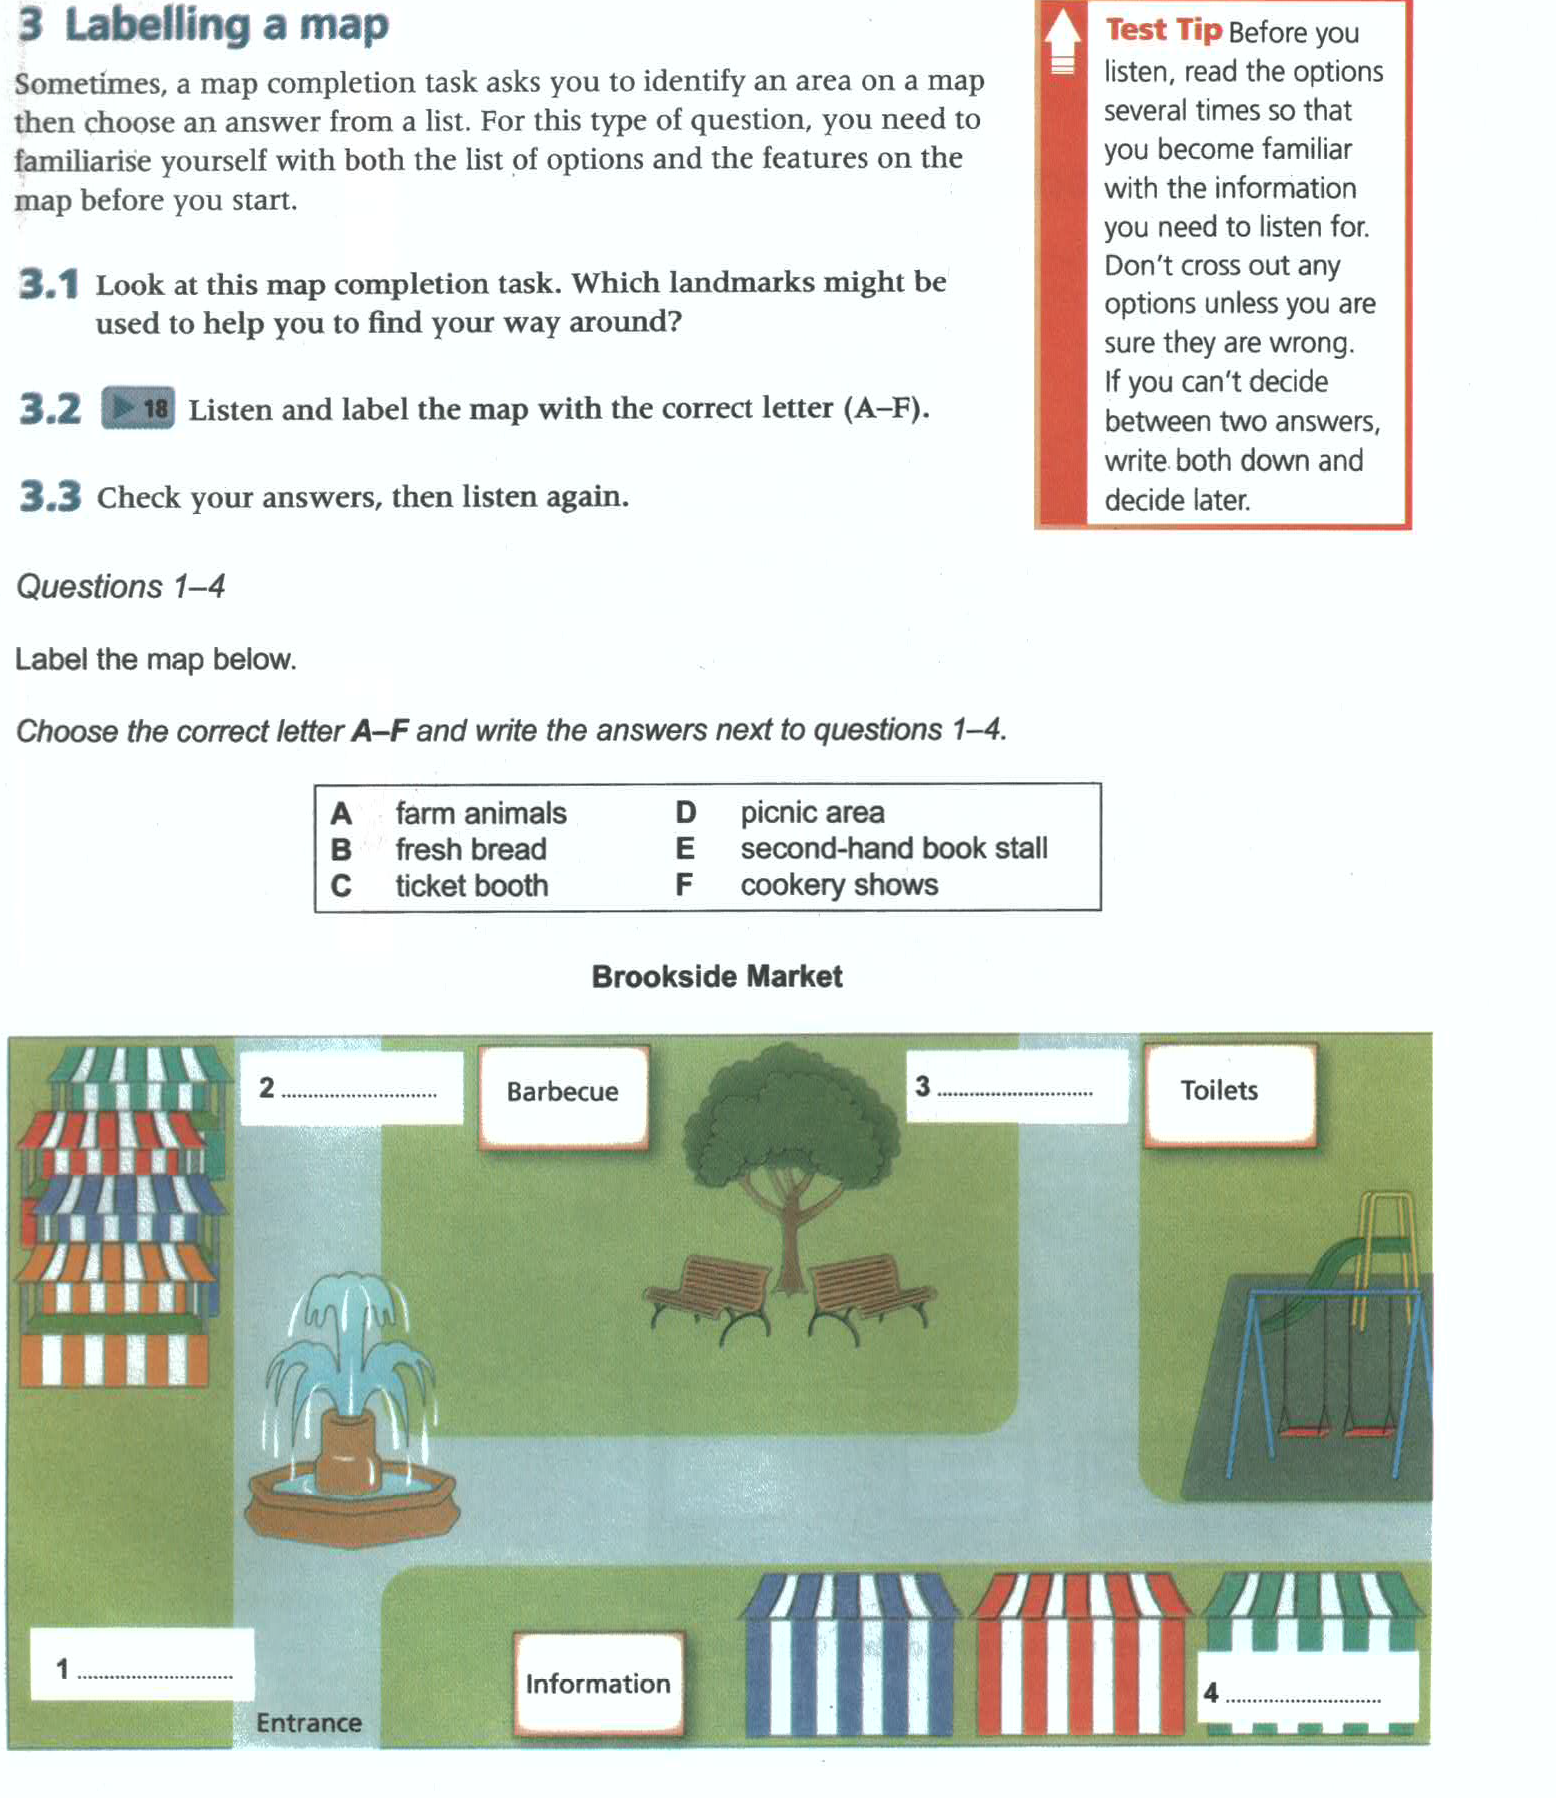 3 Labelling a map
Sometimes, a map completion task asks you to identify an area on a map
then choose an answer from a list. For this type of question, you need to
familiarise yourself with both the list of options and the features on the
map before you start.
3.1 Look at this map completion task. Which landmarks might be
used to help you to find your way around?
3.2 18 Listen and label the map with the correct letter (A–F).
3.3 Check your answers, then listen again.
Test Tip Before you
listen, read the options
several times so that
you become familiar
with the information
you need to listen for.
Don't cross out any
options unless you are
sure they are wrong.
If you can't decide
between two answers,
write both down and
decide later.
Questions 1–4
Label the map below.
Choose the correct letter A–F and write the answers next to questions 1–4.
A farm animals D picnic area
B fresh bread E second-hand book stall
C ticket booth F cookery shows
Brookside Market
2 ............................ Barbecue 3 ............................ Toilets
1 ............................
Information
4 ............................
Entrance